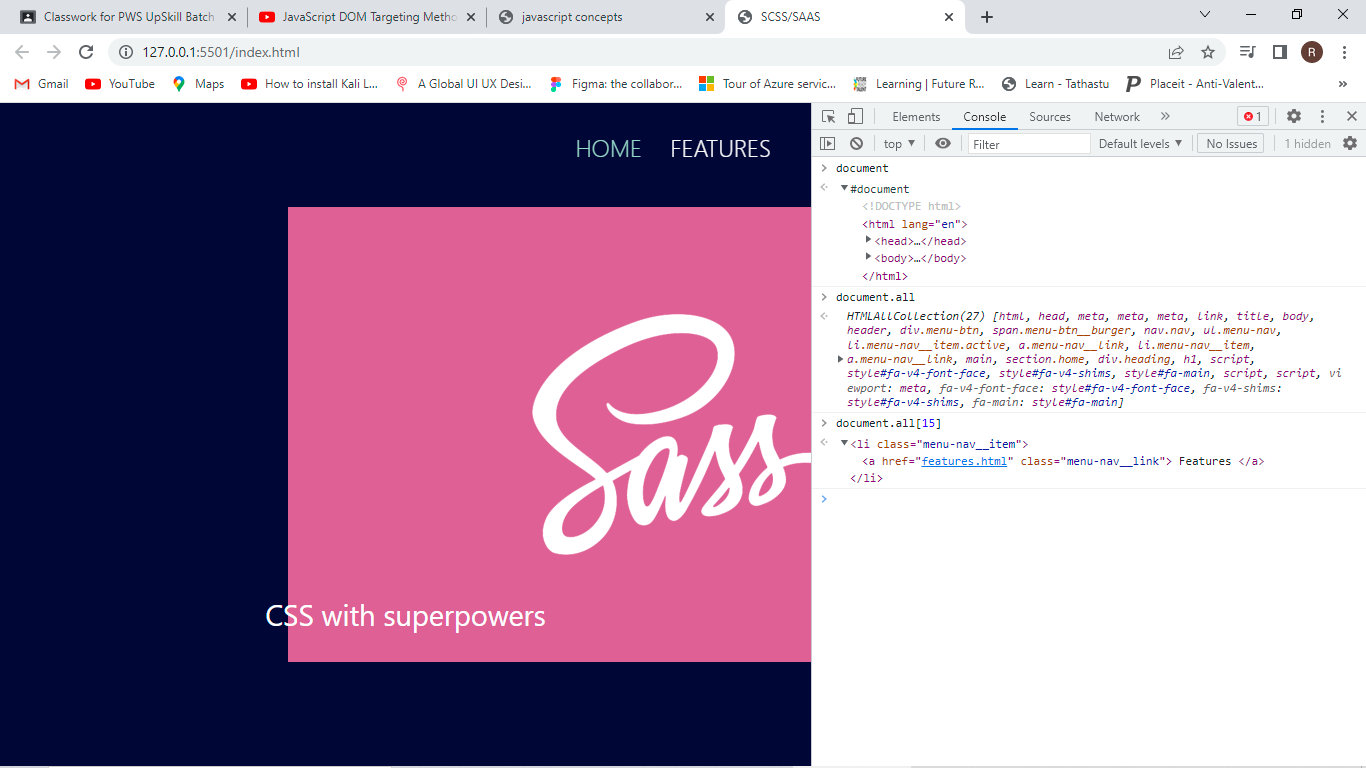 Classwork for PWS UpSkill Batch
JavaScript DOM Targeting Metho
javascript concepts
SCSS/SAAS
127.0.0.1:5501/index.html
R
Gmail
YouTube
Maps
How to install Kali L...
A Global UI UX Desi...
Figma: the collabor...
Tour of Azure servic...
Learning | Future R...
Learn - Tathastu
Placeit - Anti-Valent...
»
HOME FEATURES
Sass
CSS with superpowers
Elements Console Sources Network » 1
top ▼ Filter Default levels ▼ No Issues 1 hidden
document
#document
<!DOCTYPE html>
<html lang="en">
<head>…</head>
<body>…</body>
</html>
document.all
HTMLAllCollection(27) [html, head, meta, meta, meta, link, title, body,
header, div.menu-btn, span.menu-btn__burger, nav.nav, ul.menu-nav,
li.menu-nav__item.active, a.menu-nav__link, li.menu-nav__item,
a.menu-nav__link, main, section.home, div.heading, h1, script,
style#fa-v4-font-face, style#fa-v4-shims, style#fa-main, script, script, vi
ewport: meta, fa-v4-font-face: style#fa-v4-font-face, fa-v4-shims:
style#fa-v4-shims, fa-main: style#fa-main]
document.all[15]
<li class="menu-nav__item">
<a href="features.html" class="menu-nav__link"> Features </a>
</li>